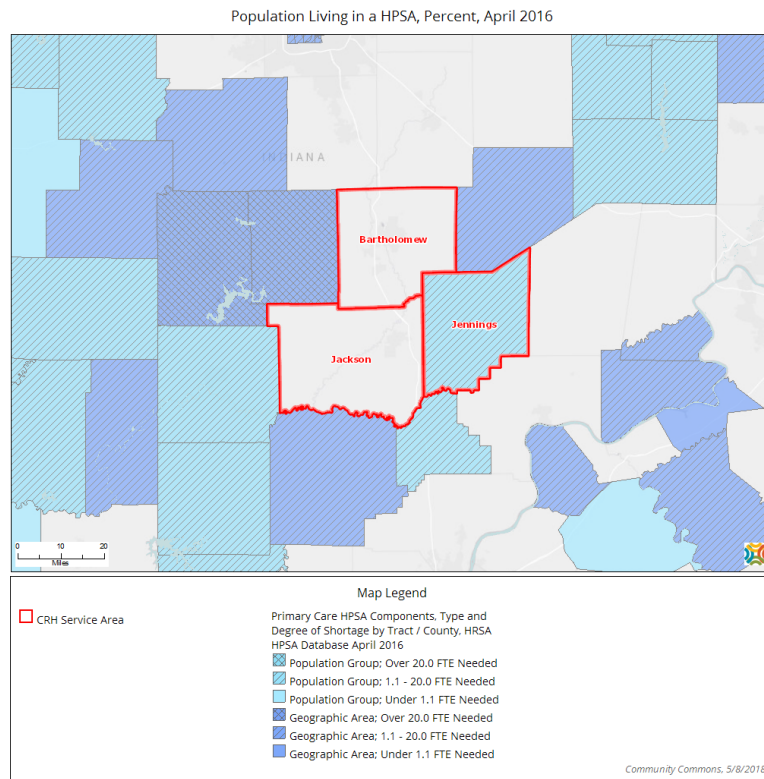 Population Living in a HPSA, Percent, April 2016
INDIANA
Bartholomew
Jennings
Jackson
0 10 20
Miles
Map Legend
CRH Service Area
Primary Care HPSA Components, Type and
Degree of Shortage by Tract / County, HRSA
HPSA Database April 2016
Population Group; Over 20.0 FTE Needed
Population Group; 1.1 - 20.0 FTE Needed
Population Group; Under 1.1 FTE Needed
Geographic Area; Over 20.0 FTE Needed
Geographic Area; 1.1 - 20.0 FTE Needed
Geographic Area; Under 1.1 FTE Needed
Community Commons, 5/8/2018